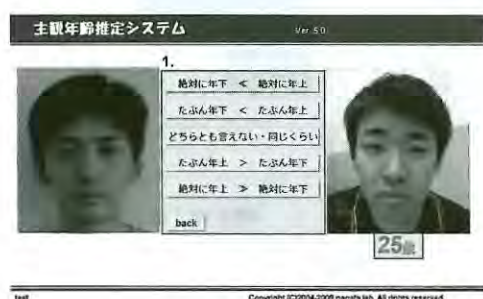 主観年齢推定システム Ver 5.0
1.
絶対に年下 ≪ 絶対に年上
たぶん年下 < たぶん年上
どちらとも言えない・同じくらい
たぶん年上 > たぶん年下
絶対に年上 ≫ 絶対に年下
back
25歳
test Copyright (C)2004-2009 nagata lab. All rights reserved